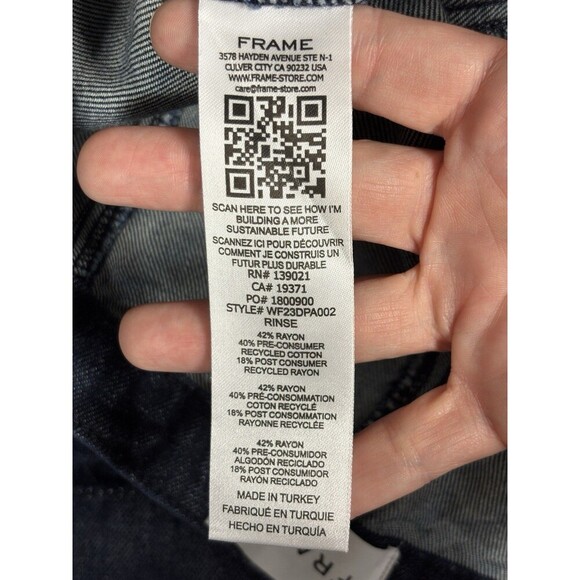 FRAME
3578 HAYDEN AVENUE STE N-1
CULVER CITY CA 90232 USA
WWW.FRAME-STORE.COM
care@frame-store.com
SCAN HERE TO SEE HOW I'M
BUILDING A MORE
SUSTAINABLE FUTURE
SCANNEZ ICI POUR DÉCOUVRIR
COMMENT JE CONSTRUIS UN
FUTUR PLUS DURABLE
RN# 139021
CA# 19371
PO# 1800900
STYLE# WF23DPA002
RINSE
42% RAYON
40% PRE-CONSUMER
RECYCLED COTTON
18% POST CONSUMER
RECYCLED RAYON
42% RAYON
40% PRÉ-CONSOMMATION
COTON RECYCLÉ
18% POST CONSOMMATION
RAYONNE RECYCLÉ
42% RAYON
40% PRE-CONSUMIDOR
ALGODÓN RECICLADO
18% POST CONSUMIDOR
RAYÓN RECICLADO
MADE IN TURKEY
FABRIQUÉ EN TURQUIE
HECHO EN TURQUÍA